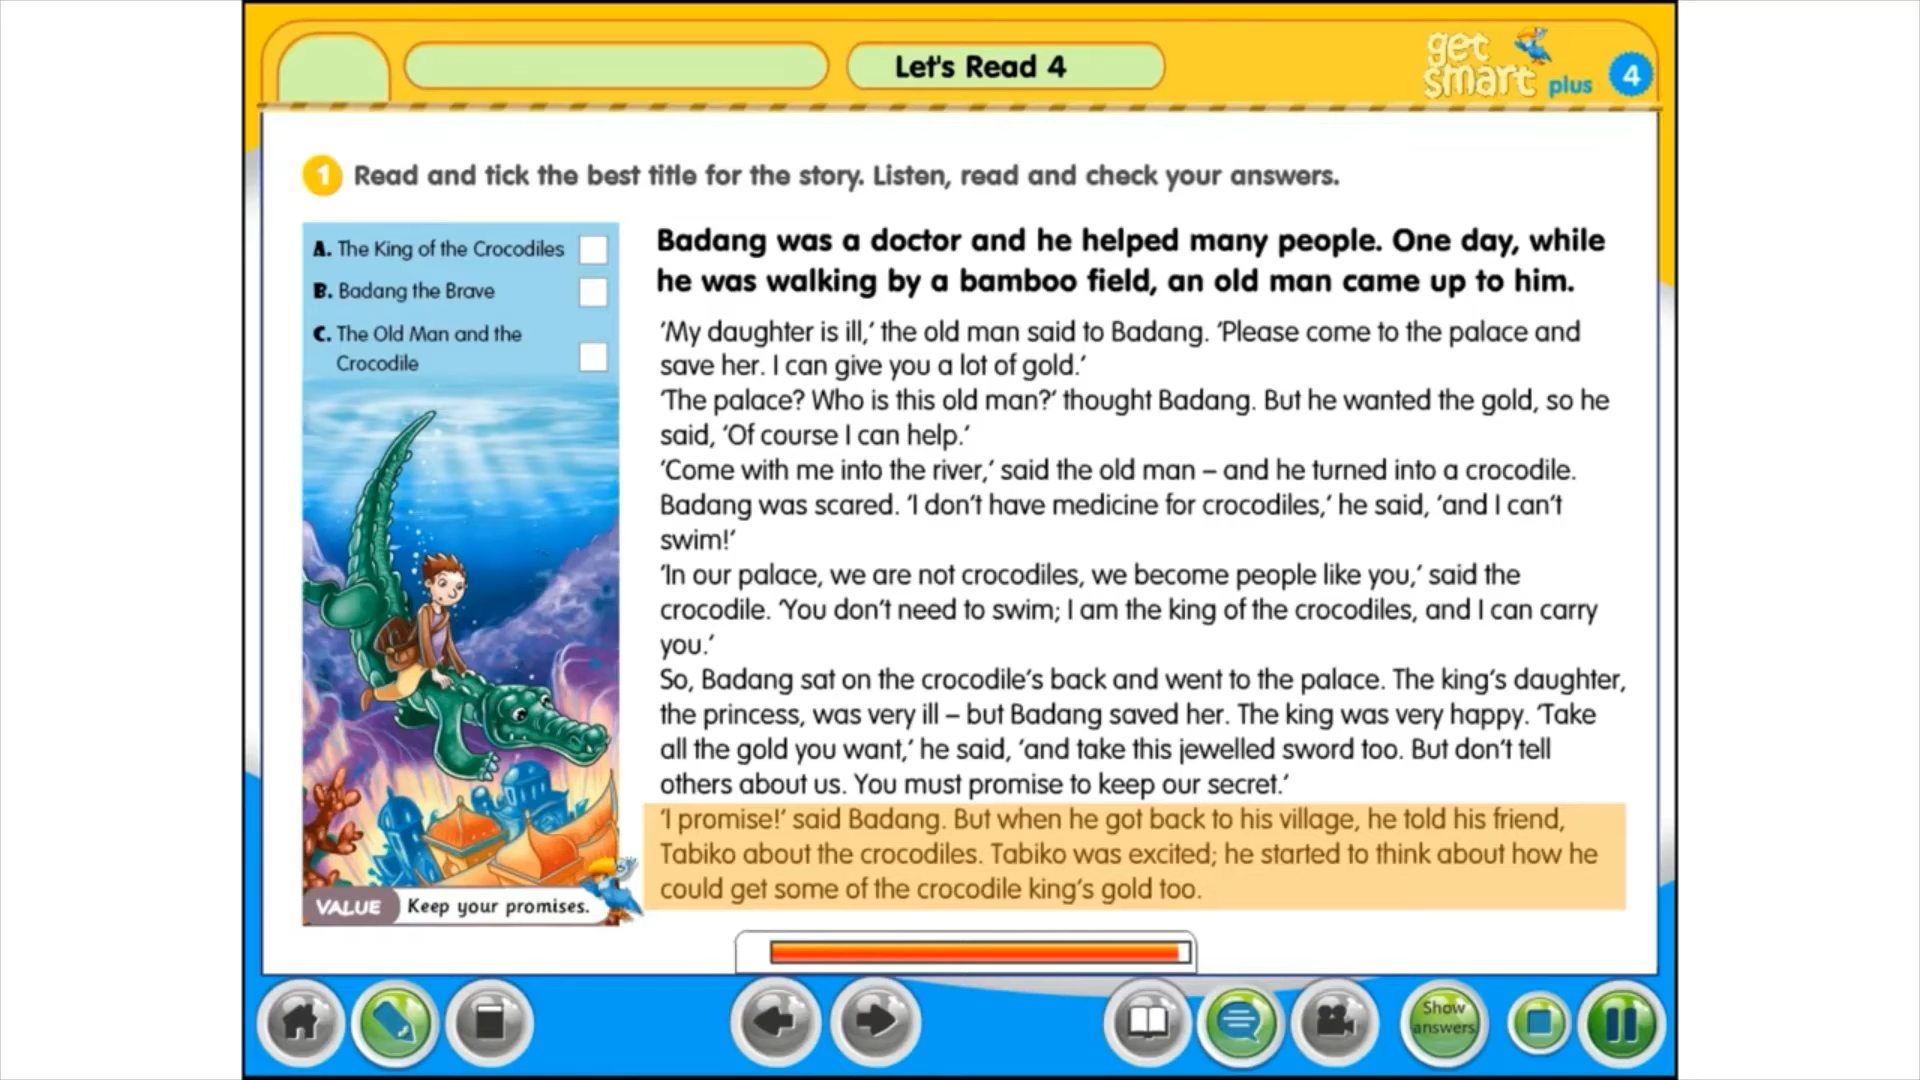 Let's Read 4
get
smart plus 4
1 Read and tick the best title for the story. Listen, read and check your answers.
A. The King of the Crocodiles
B. Badang the Brave
C. The Old Man and the
Crocodile
VALUE Keep your promises.
Badang was a doctor and he helped many people. One day, while
he was walking by a bamboo field, an old man came up to him.
'My daughter is ill,' the old man said to Badang. 'Please come to the palace and
save her. I can give you a lot of gold.'
'The palace? Who is this old man?' thought Badang. But he wanted the gold, so he
said, 'Of course I can help.'
'Come with me into the river,' said the old man – and he turned into a crocodile.
Badang was scared. 'I don't have medicine for crocodiles,' he said, 'and I can't
swim!'
'In our palace, we are not crocodiles, we become people like you,' said the
crocodile. 'You don't need to swim; I am the king of the crocodiles, and I can carry
you.'
So, Badang sat on the crocodile's back and went to the palace. The king's daughter,
the princess, was very ill – but Badang saved her. The king was very happy. 'Take
all the gold you want,' he said, 'and take this jewelled sword too. But don't tell
others about us. You must promise to keep our secret.'
'I promise!' said Badang. But when he got back to his village, he told his friend,
Tabiko about the crocodiles. Tabiko was excited; he started to think about how he
could get some of the crocodile king's gold too.
Show
answers